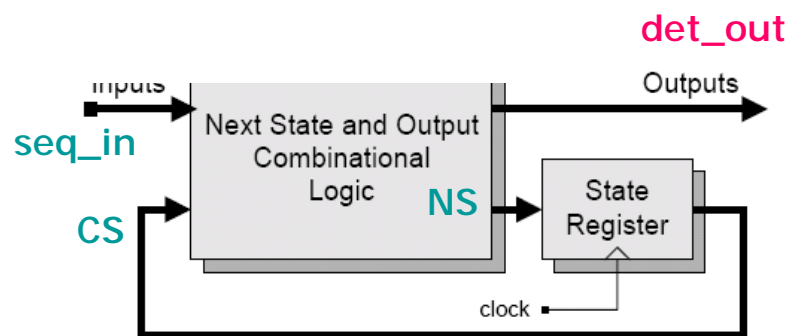 det_out
Inputs
Outputs
seq_in
Next State and Output
Combinational
Logic
NS
State
Register
CS
clock